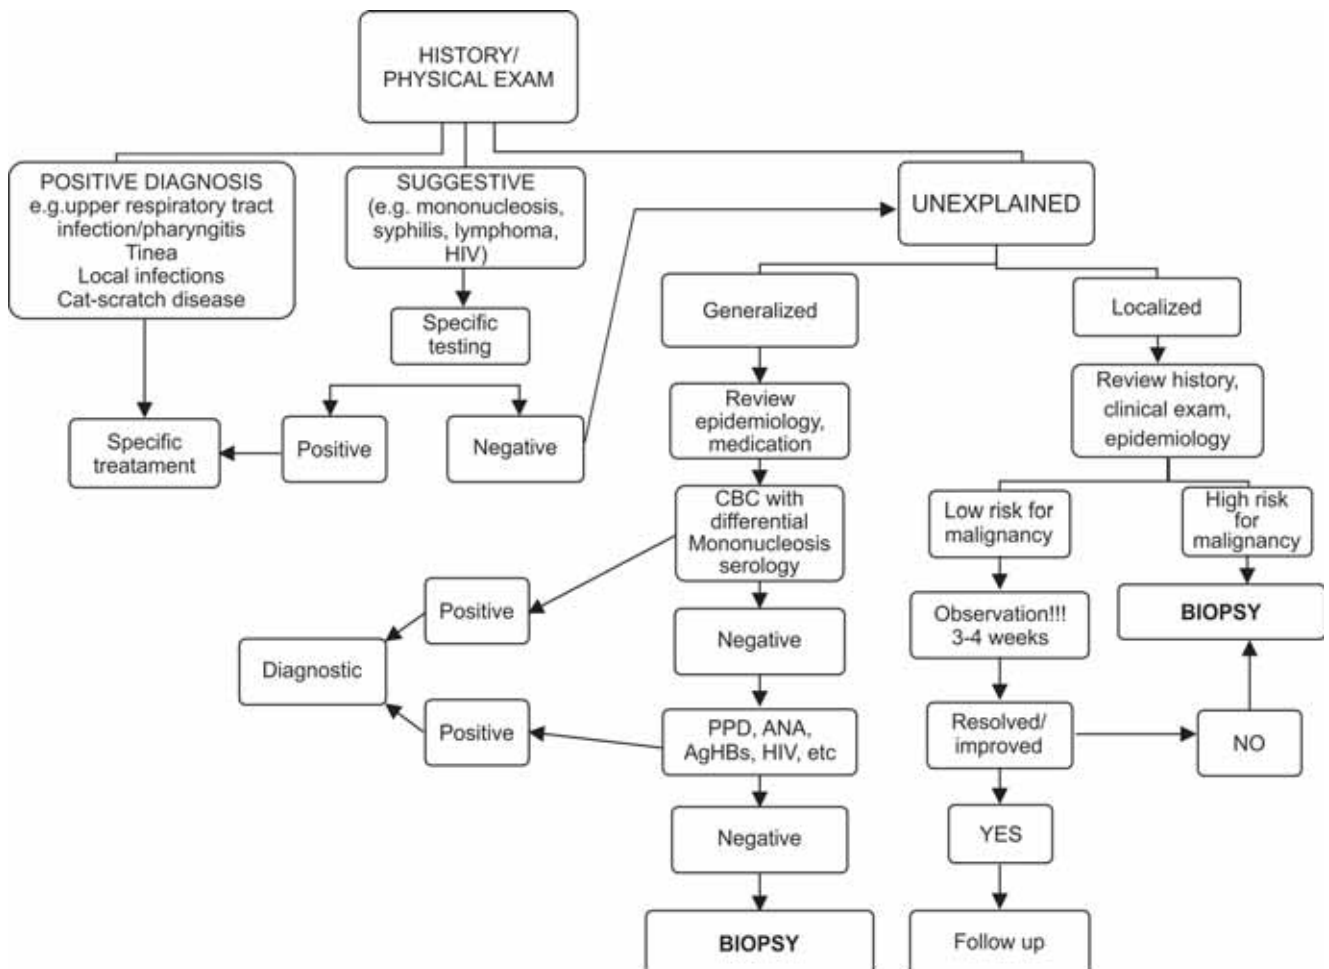 HISTORY/
PHYSICAL EXAM
POSITIVE DIAGNOSIS
e.g.upper respiratory tract
infection/pharyngitis
Tinea
Local infections
Cat-scratch disease
SUGGESTIVE
(e.g. mononucleosis,
syphilis, lymphoma,
HIV)
UNEXPLAINED
Specific
testing
Generalized
Localized
Specific
treatament
Positive
Negative
Review
epidemiology,
medication
Review history,
clinical exam,
epidemiology
CBC with
differential
Mononucleosis
serology
Low risk for
malignancy
High risk
for
malignancy
Positive
Negative
Observation!!!
3-4 weeks
BIOPSY
Diagnostic
Positive
PPD, ANA,
AgHBs, HIV, etc
Resolved/
improved
NO
Negative
YES
BIOPSY
Follow up